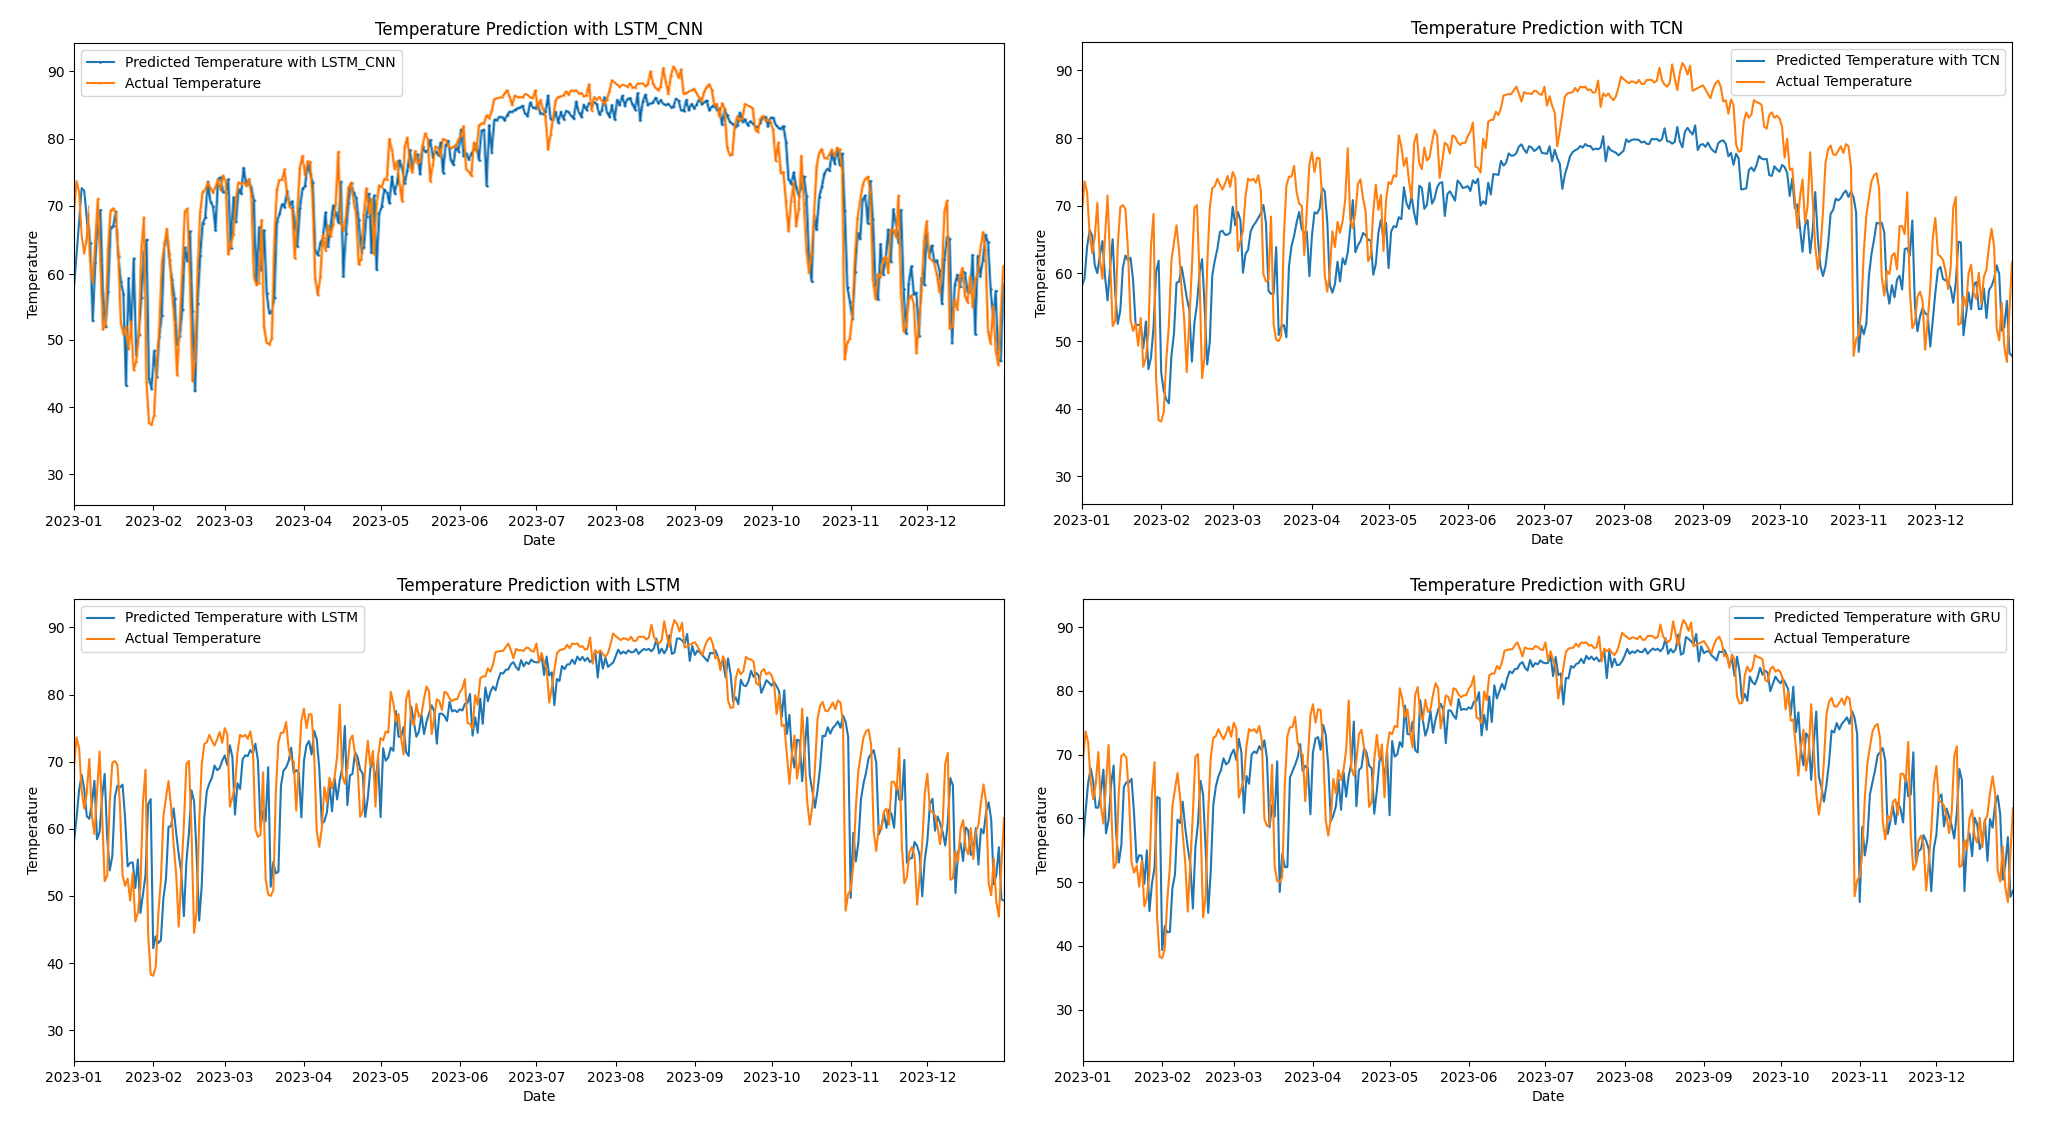 Temperature Prediction with LSTM_CNN
Predicted Temperature with LSTM_CNN
Actual Temperature
Temperature
90
80
70
60
50
40
30
2023-01 2023-02 2023-03 2023-04 2023-05 2023-06 2023-07 2023-08 2023-09 2023-10 2023-11 2023-12
Date
Temperature Prediction with TCN
Predicted Temperature with TCN
Actual Temperature
Temperature
90
80
70
60
50
40
30
2023-01 2023-02 2023-03 2023-04 2023-05 2023-06 2023-07 2023-08 2023-09 2023-10 2023-11 2023-12
Date
Temperature Prediction with LSTM
Predicted Temperature with LSTM
Actual Temperature
Temperature
90
80
70
60
50
40
30
2023-01 2023-02 2023-03 2023-04 2023-05 2023-06 2023-07 2023-08 2023-09 2023-10 2023-11 2023-12
Date
Temperature Prediction with GRU
Predicted Temperature with GRU
Actual Temperature
Temperature
90
80
70
60
50
40
30
2023-01 2023-02 2023-03 2023-04 2023-05 2023-06 2023-07 2023-08 2023-09 2023-10 2023-11 2023-12
Date